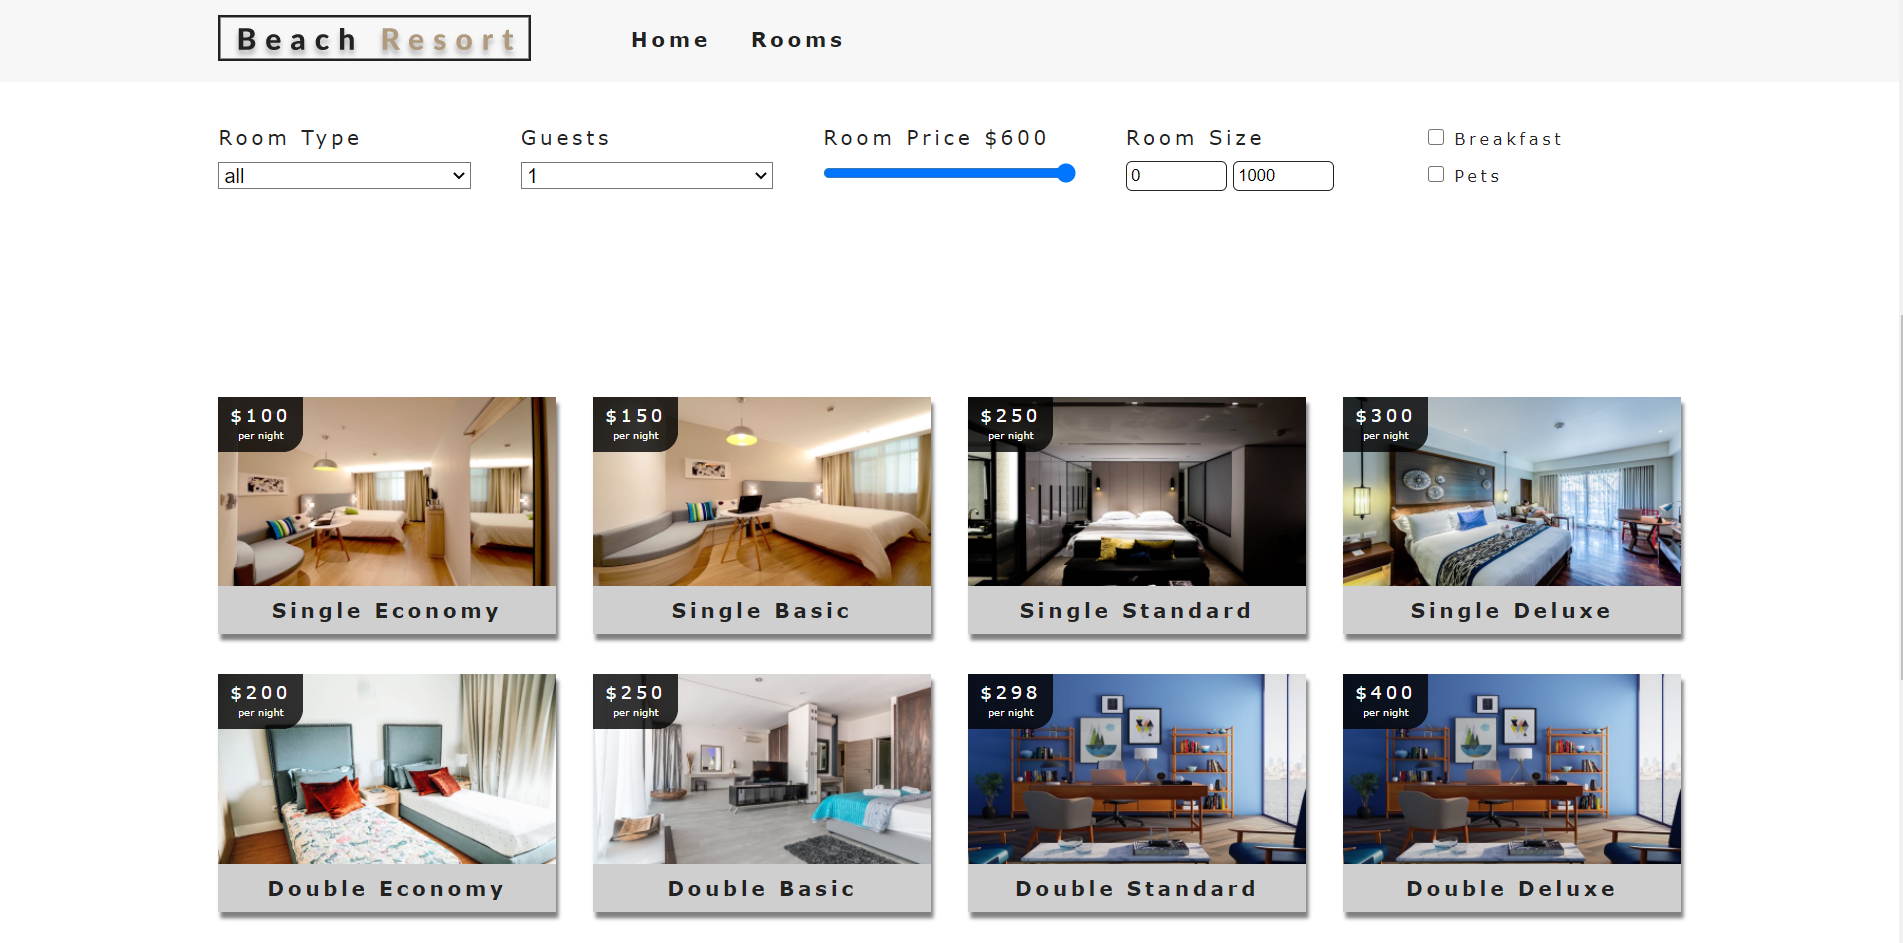 Beach Resort
Home Rooms
Room Type
all
Guests
1
Room Price $600
Room Size
0 1000
Breakfast
Pets
$100
per night
Single Economy
$150
per night
Single Basic
$250
per night
Single Standard
$300
per night
Single Deluxe
$200
per night
Double Economy
$250
per night
Double Basic
$298
per night
Double Standard
$400
per night
Double Deluxe